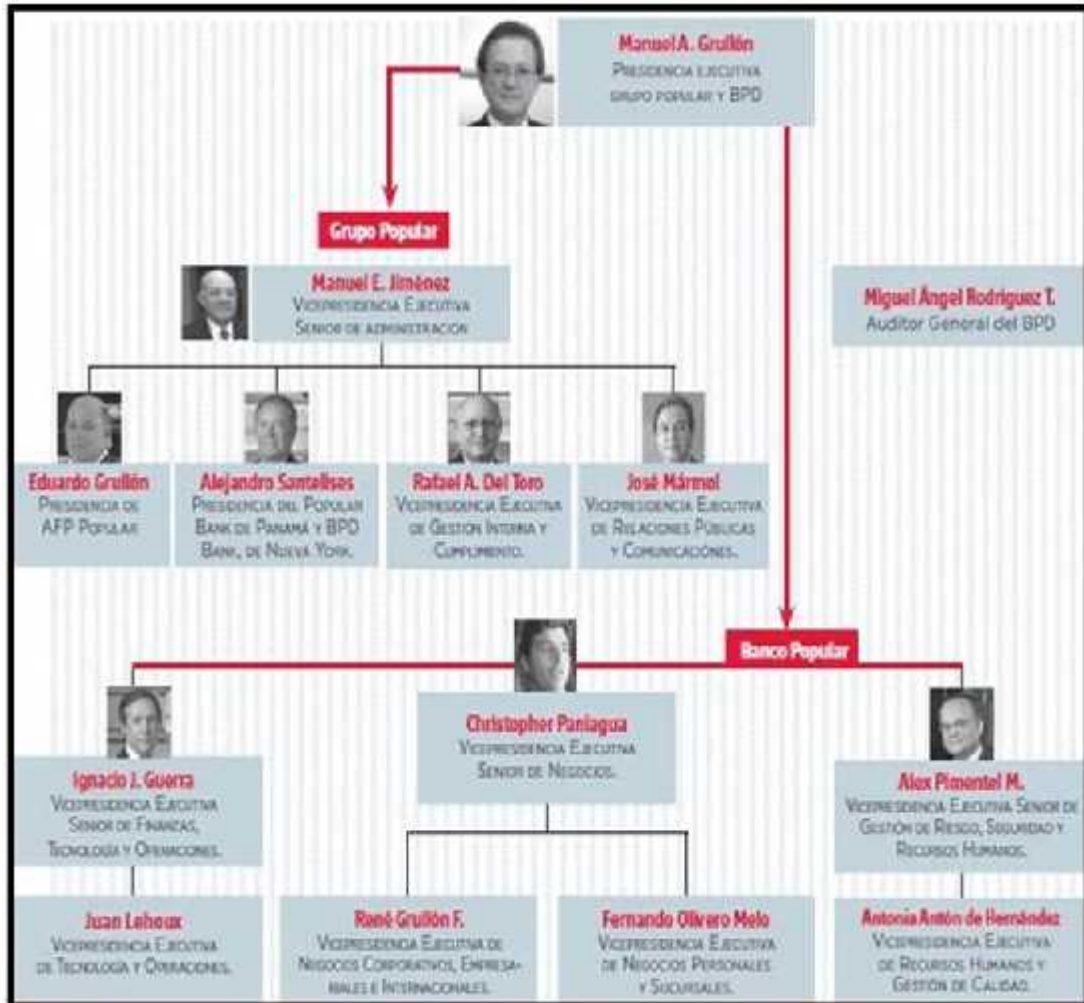 Manuel A. Grullón
PRESIDENCIA EJECUTIVA
GRUPO POPULAR Y BPD
Grupo Popular
Manuel E. Jiménez
VICEPRESIDENCIA EJECUTIVA
SENIOR DE ADMINISTRACIÓN
Miguel Ángel Rodríguez T.
Auditor General del BPD
Eduardo Grullón
PRESIDENCIA DE
AFP POPULAR
Alejandro Santelises
PRESIDENCIA DEL POPULAR
BANK DE PANAMÁ Y BPD
BANK, DE NUEVA YORK.
Rafael A. Del Toro
VICEPRESIDENCIA EJECUTIVA
DE GESTIÓN INTERNA Y
CUMPLIMIENTO.
José Mármol
VICEPRESIDENCIA EJECUTIVA
DE RELACIONES PÚBLICAS
Y COMUNICACIÓNES.
Banco Popular
Ignacio J. Guerra
VICEPRESIDENCIA EJECUTIVA
SENIOR DE FINANZAS,
TECNOLOGÍA Y OPERACIONES.
Christopher Paniagua
VICEPRESIDENCIA EJECUTIVA
SENIOR DE NEGOCIOS.
Alex Pimentel M.
VICEPRESIDENCIA EJECUTIVA SENIOR DE
GESTIÓN DE RIESGO, SEGURIDAD Y
RECURSOS HUMANOS.
Juan Lehoux
VICEPRESIDENCIA EJECUTIVA
DE TECNOLOGÍA Y OPERACIONES.
René Grullón F.
VICEPRESIDENCIA EJECUTIVA DE
NEGOCIOS CORPORATIVOS, EMPRESA-
RIALES E INTERNACIONALES.
Fernando Olivero Melo
VICEPRESIDENCIA EJECUTIVA
DE NEGOCIOS PERSONALES
Y SUCURSALES.
Antonia Antón de Hernández
VICEPRESIDENCIA EJECUTIVA
DE RECURSOS HUMANOS Y
GESTIÓN DE CALIDAD.